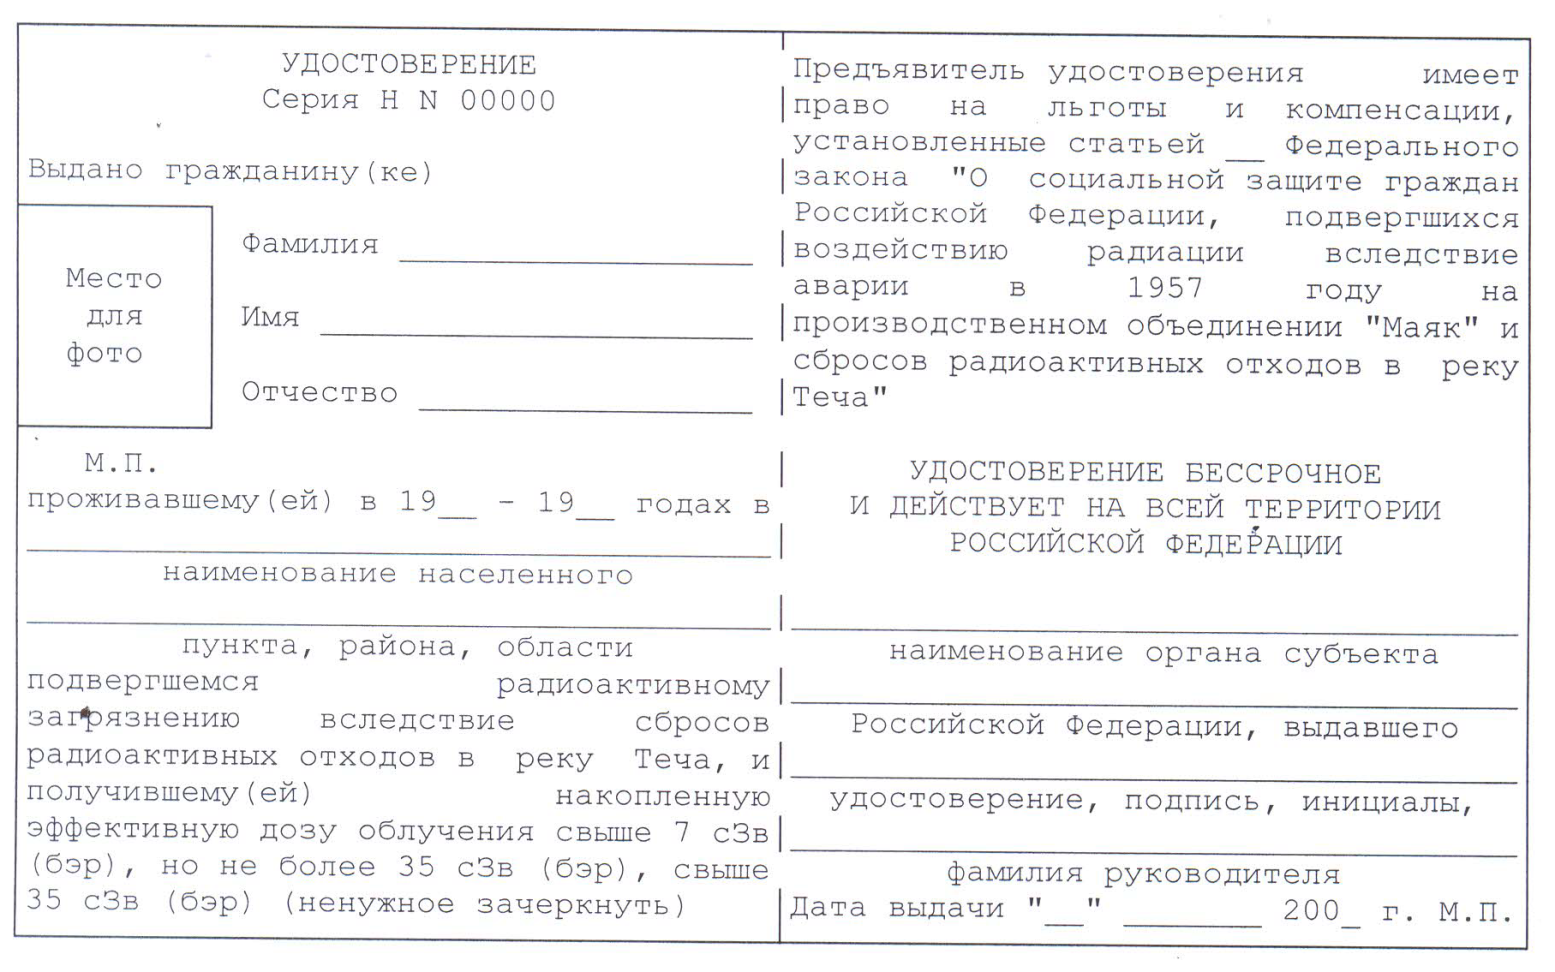 УДОСТОВЕРЕНИЕ
Серия Н N 00000
Выдано гражданину(ке)
Место
для
фото
Фамилия ___
Имя ___
Отчество ___
М.П.
проживавшему(ей) в 19__ - 19__ годах в
наименование населенного
пункта, района, области
подвергшемся радиоактивному
загрязнению вследствие сбросов
радиоактивных отходов в реку Теча, и
получившему(ей) накопленную
эффективную дозу облучения свыше 7 сЗв
(бэр), но не более 35 сЗв (бэр), свыше
35 сЗв (бэр) (ненужное зачеркнуть)
Предъявитель удостоверения имеет
право на льготы и компенсации,
установленные статьей __ Федерального
закона "О социальной защите граждан
Российской Федерации, подвергшихся
воздействию радиации вследствие
аварии в 1957 году на
производственном объединении "Маяк" и
сбросов радиоактивных отходов в реку
Теча"
УДОСТОВЕРЕНИЕ БЕССРОЧНОЕ
И ДЕЙСТВУЕТ НА ВСЕЙ ТЕРРИТОРИИ
РОССИЙСКОЙ ФЕДЕРАЦИИ
наименование органа субъекта
Российской Федерации, выдавшего
удостоверение, подпись, инициалы,
фамилия руководителя
Дата выдачи "__" _______ 200_ г. М.П.